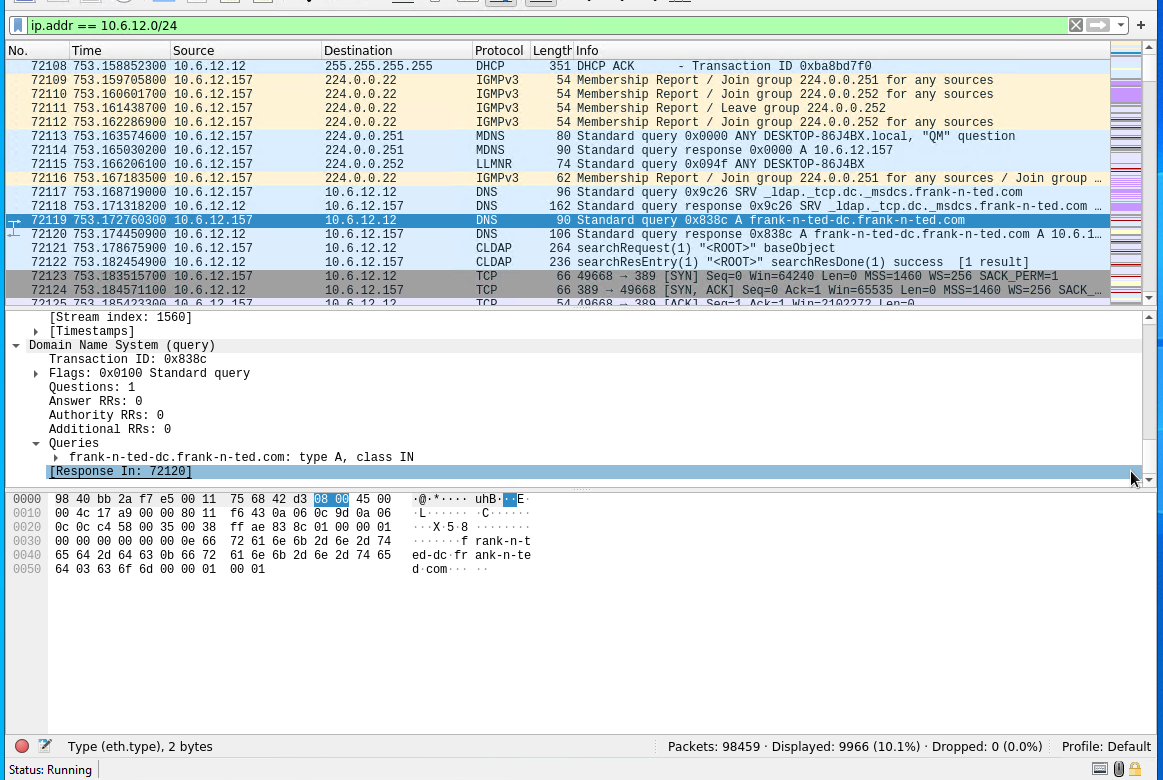 ip.addr == 10.6.12.0/24
No. Time Source Destination Protocol Length Info
72108 753.158852300 10.6.12.12 255.255.255.255 DHCP 351 DHCP ACK - Transaction ID 0xba8bd7f0
72109 753.159705800 10.6.12.157 224.0.0.22 IGMPv3 54 Membership Report / Join group 224.0.0.251 for any sources
72110 753.160601700 10.6.12.157 224.0.0.22 IGMPv3 54 Membership Report / Join group 224.0.0.252 for any sources
72111 753.161438700 10.6.12.157 224.0.0.22 IGMPv3 54 Membership Report / Leave group 224.0.0.252
72112 753.162286900 10.6.12.157 224.0.0.22 IGMPv3 54 Membership Report / Join group 224.0.0.252 for any sources
72113 753.163574600 10.6.12.157 224.0.0.251 MDNS 80 Standard query 0x0000 ANY DESKTOP-86J4BX.local, "QM" question
72114 753.165030200 10.6.12.157 224.0.0.251 MDNS 90 Standard query response 0x0000 A 10.6.12.157
72115 753.166206100 10.6.12.157 224.0.0.252 LLMNR 74 Standard query 0x094f ANY DESKTOP-86J4BX
72116 753.167183500 10.6.12.157 224.0.0.22 IGMPv3 62 Membership Report / Join group 224.0.0.251 for any sources / Join group …
72117 753.168719000 10.6.12.157 10.6.12.12 DNS 96 Standard query 0x9c26 SRV _ldap._tcp.dc._msdcs.frank-n-ted.com
72118 753.171318200 10.6.12.12 10.6.12.157 DNS 162 Standard query response 0x9c26 SRV _ldap._tcp.dc._msdcs.frank-n-ted.com …
72119 753.172760300 10.6.12.157 10.6.12.12 DNS 90 Standard query 0x838c A frank-n-ted-dc.frank-n-ted.com
72120 753.174450900 10.6.12.12 10.6.12.157 DNS 106 Standard query response 0x838c A frank-n-ted-dc.frank-n-ted.com A 10.6.1…
72121 753.178675900 10.6.12.157 10.6.12.12 CLDAP 264 searchRequest(1) "<ROOT>" baseObject
72122 753.182454900 10.6.12.12 10.6.12.157 CLDAP 236 searchResEntry(1) "<ROOT>" searchResDone(1) success [1 result]
72123 753.183515700 10.6.12.157 10.6.12.12 TCP 66 49668 → 389 [SYN] Seq=0 Win=64240 Len=0 MSS=1460 WS=256 SACK_PERM=1
72124 753.184571100 10.6.12.12 10.6.12.157 TCP 66 389 → 49668 [SYN, ACK] Seq=0 Ack=1 Win=65535 Len=0 MSS=1460 WS=256 SACK_…
72125 753.185423300 10.6.12.157 10.6.12.12 TCP 54 49668 → 389 [ACK] Seq=1 Ack=1 Win=2102272 Len=0
[Stream index: 1560]
[Timestamps]
Domain Name System (query)
Transaction ID: 0x838c
Flags: 0x0100 Standard query
Questions: 1
Answer RRs: 0
Authority RRs: 0
Additional RRs: 0
Queries
frank-n-ted-dc.frank-n-ted.com: type A, class IN
[Response In: 72120]
0000 98 40 bb 2a f7 e5 00 11 75 68 42 d3 08 00 45 00 ·@·*···· uhB···E·
0010 00 4c 17 a9 00 00 80 11 f6 43 0a 06 0c 9d 0a 06 ·L······ ·C······
0020 0c 0c c4 58 00 35 00 38 ff ae 83 8c 01 00 00 01 ···X·5·8 ········
0030 00 00 00 00 00 00 0e 66 72 61 6e 6b 2d 6e 2d 74 ·······f rank-n-t
0040 65 64 2d 64 63 0b 66 72 61 6e 6b 2d 6e 2d 74 65 ed-dc·fr ank-n-te
0050 64 03 63 6f 6d 00 00 01 00 01 d·com··· ··
Type (eth.type), 2 bytes Packets: 98459 · Displayed: 9966 (10.1%) · Dropped: 0 (0.0%) Profile: Default
Status: Running